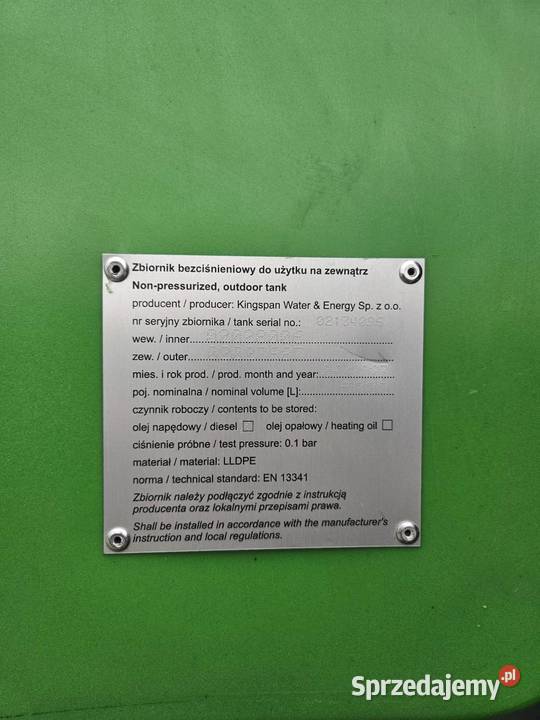 Zbiornik bezciśnieniowy do użytku na zewnątrz
Non-pressurized, outdoor tank
producent / producer: Kingspan Water & Energy Sp. z o.o.
nr seryjny zbiornika / tank serial no.:
wew. / inner
zew. / outer
mies. i rok prod. / prod. month and year:
poj. nominalna / nominal volume [L]:
czynnik roboczy / contents to be stored:
olej napędowy / diesel ☐ olej opałowy / heating oil ☐
ciśnienie próbne / test pressure: 0.1 bar
materiał / material: LLDPE
norma / technical standard: EN 13341
Zbiornik należy podłączyć zgodnie z instrukcją
producenta oraz lokalnymi przepisami prawa.
Shall be installed in accordance with the manufacturer's
instruction and local regulations.
Sprzedajemy.pl